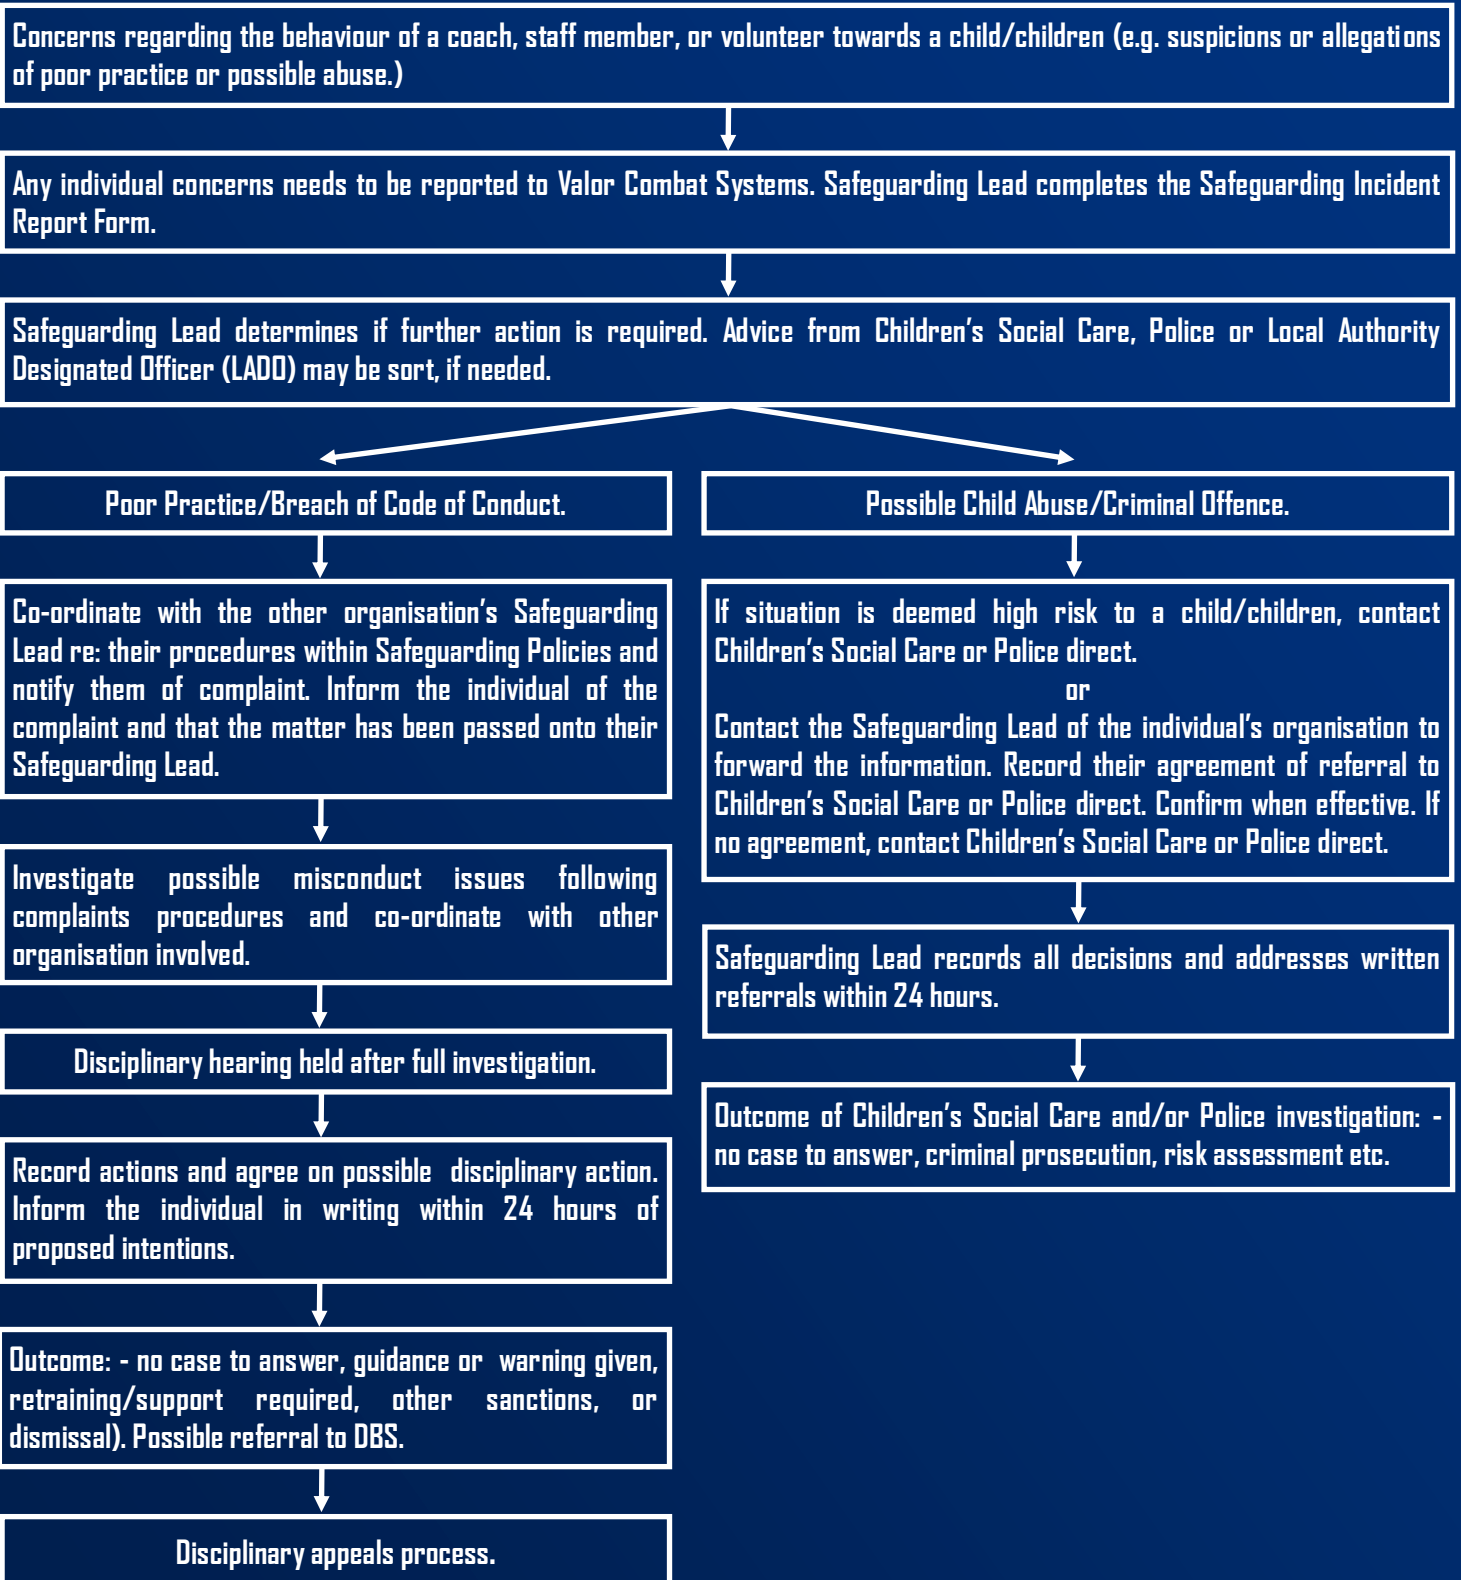 Concerns regarding the behaviour of a coach, staff member, or volunteer towards a child/children (e.g. suspicions or allegations
of poor practice or possible abuse.)
Any individual concerns needs to be reported to Valor Combat Systems. Safeguarding Lead completes the Safeguarding Incident
Report Form.
Safeguarding Lead determines if further action is required. Advice from Children's Social Care, Police or Local Authority
Designated Officer (LADO) may be sort, if needed.
Poor Practice/Breach of Code of Conduct.
Co-ordinate with the other organisation's Safeguarding
Lead re: their procedures within Safeguarding Policies and
notify them of complaint. Inform the individual of the
complaint and that the matter has been passed onto their
Safeguarding Lead.
Investigate possible misconduct issues following
complaints procedures and co-ordinate with other
organisation involved.
Disciplinary hearing held after full investigation.
Record actions and agree on possible disciplinary action.
Inform the individual in writing within 24 hours of
proposed intentions.
Outcome: - no case to answer, guidance or warning given,
retraining/support required, other sanctions, or
dismissal). Possible referral to DBS.
Disciplinary appeals process.
Possible Child Abuse/Criminal Offence.
If situation is deemed high risk to a child/children, contact
Children's Social Care or Police direct.
or
Contact the Safeguarding Lead of the individual's organisation to
forward the information. Record their agreement of referral to
Children's Social Care or Police direct. Confirm when effective. If
no agreement, contact Children's Social Care or Police direct.
Safeguarding Lead records all decisions and addresses written
referrals within 24 hours.
Outcome of Children's Social Care and/or Police investigation: -
no case to answer, criminal prosecution, risk assessment etc.